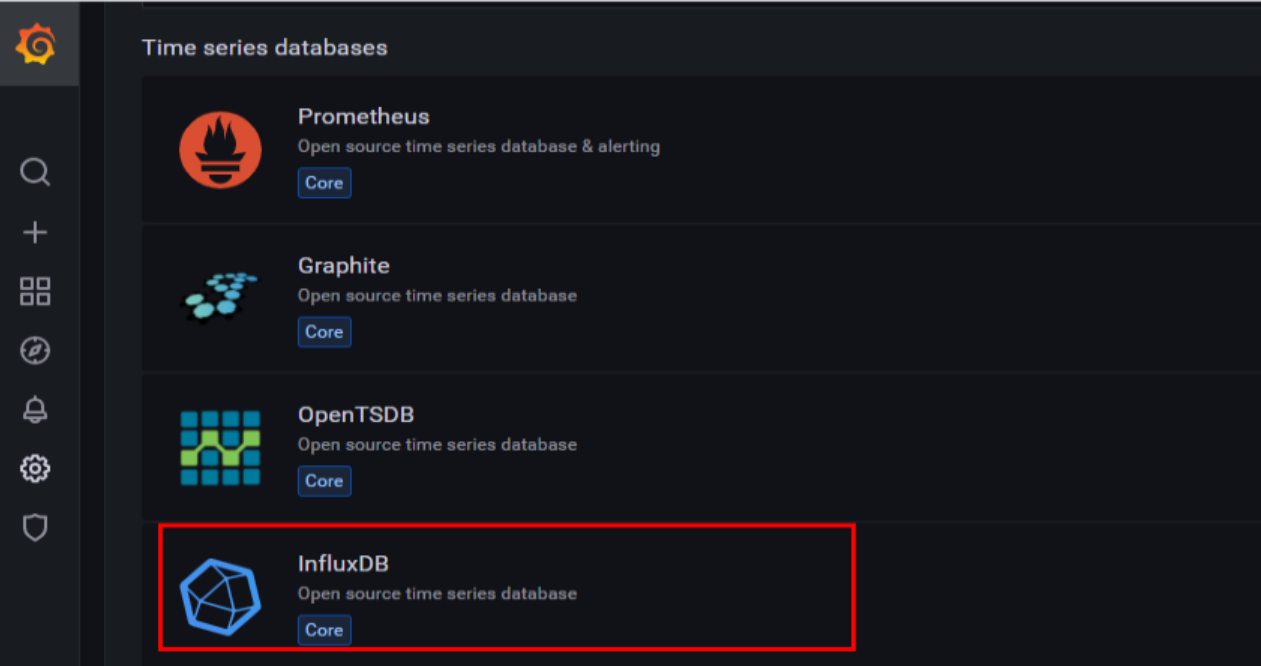 Time series databases
Prometheus
Open source time series database & alerting
Core
Graphite
Open source time series database
Core
OpenTSDB
Open source time series database
Core
InfluxDB
Open source time series database
Core